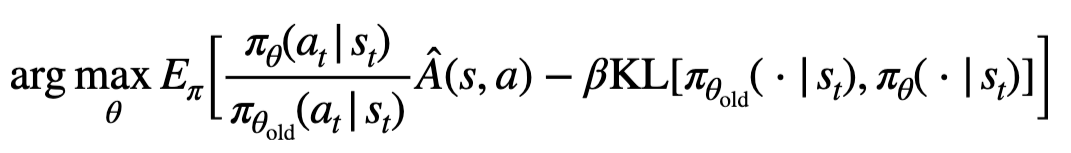 arg max_θ E_π[ π_θ(a_t|s_t) / π_θ_old(a_t|s_t) Â(s, a) − βKL[π_θ_old( · |s_t), π_θ( · |s_t)] ]